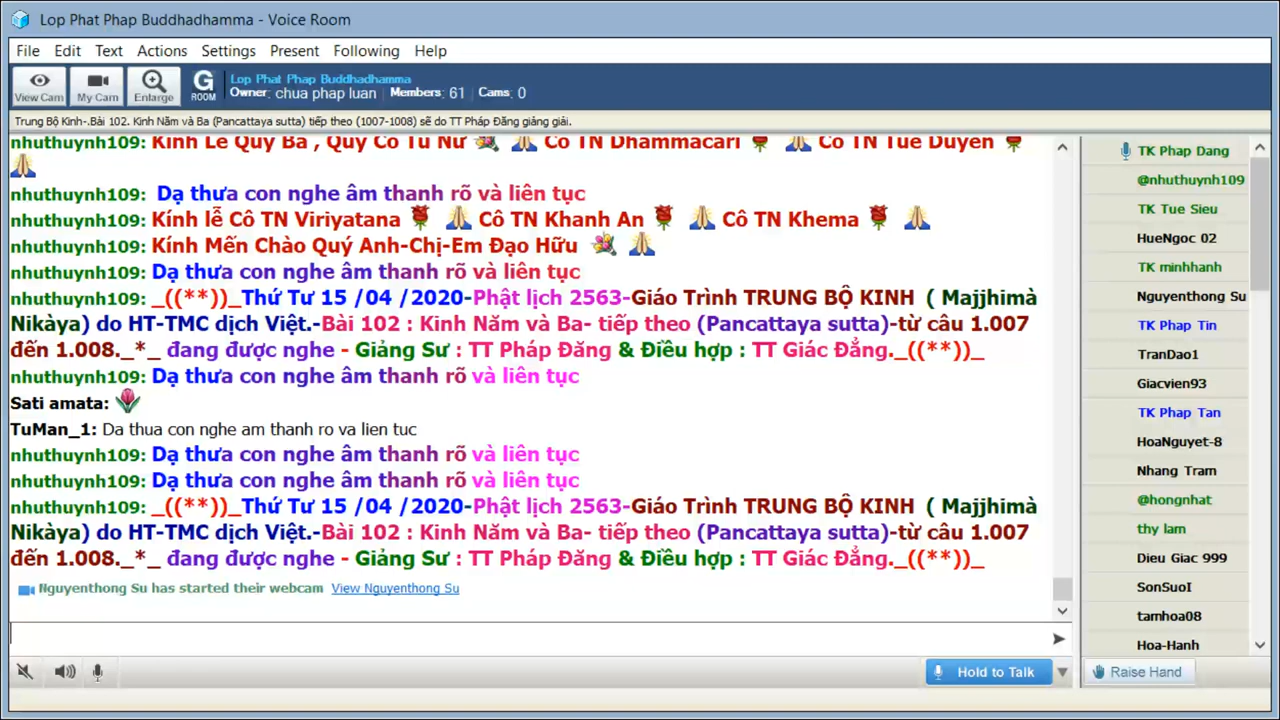 Lop Phat Phap Buddhadhamma - Voice Room
File Edit Text Actions Settings Present Following Help
View Cam My Cam Enlarge G ROOM
Lop Phat Phap Buddhadhamma
Owner: chua phap luan Members: 61 Cams: 0
Trung Bộ Kinh-.Bài 102. Kinh Năm và Ba (Pancattaya sutta) tiếp theo (1007-1008) sẽ do TT Pháp Đăng giảng giải.
nhuthuynh109: Kính Lễ Quý Bà , Quý Cô Tu Nữ Cô TN Dhammacari Cô TN Tuệ Duyên
nhuthuynh109: Dạ thưa con nghe âm thanh rõ và liên tục
nhuthuynh109: Kính lễ Cô TN Viriyatana Cô TN Khanh An Cô TN Khema
nhuthuynh109: Kính Mến Chào Quý Anh-Chị-Em Đạo Hữu
nhuthuynh109: Dạ thưa con nghe âm thanh rõ và liên tục
nhuthuynh109: _((**))_Thứ Tư 15 /04 /2020-Phật lịch 2563-Giáo Trình TRUNG BỘ KINH ( Majjhimà
Nikàya) do HT-TMC dịch Việt.-Bài 102 : Kinh Năm và Ba- tiếp theo (Pancattaya sutta)-từ câu 1.007
đến 1.008._*_ đang được nghe - Giảng Sư : TT Pháp Đăng & Điều hợp : TT Giác Đẳng._((**))_
nhuthuynh109: Dạ thưa con nghe âm thanh rõ và liên tục
Sati amata:
TuMan_1: Da thua con nghe am thanh ro va lien tuc
nhuthuynh109: Dạ thưa con nghe âm thanh rõ và liên tục
nhuthuynh109: Dạ thưa con nghe âm thanh rõ và liên tục
nhuthuynh109: _((**))_Thứ Tư 15 /04 /2020-Phật lịch 2563-Giáo Trình TRUNG BỘ KINH ( Majjhimà
Nikàya) do HT-TMC dịch Việt.-Bài 102 : Kinh Năm và Ba- tiếp theo (Pancattaya sutta)-từ câu 1.007
đến 1.008._*_ đang được nghe - Giảng Sư : TT Pháp Đăng & Điều hợp : TT Giác Đẳng._((**))_
Nguyenthong Su has started their webcam View Nguyenthong Su
Hold to Talk
TK Phap Dang
@nhuthuynh109
TK Tue Sieu
HueNgoc 02
TK minhhanh
Nguyenthong Su
TK Phap Tin
TranDao1
Giacvien93
TK Phap Tan
HoaNguyet-8
Nhang Tram
@hongnhat
thy lam
Dieu Giac 999
SonSuoI
tamhoa08
Hoa-Hanh
Raise Hand